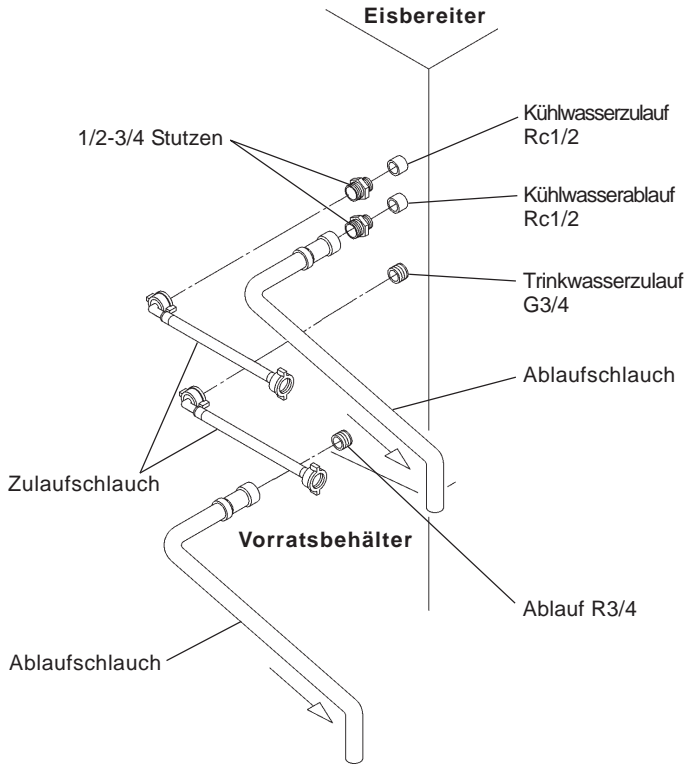 Eisbereiter
Kühlwasserzulauf
Rc1/2
1/2-3/4 Stutzen
Kühlwasserablauf
Rc1/2
Trinkwasserzulauf
G3/4
Ablaufschlauch
Zulaufschlauch
Vorratsbehälter
Ablauf R3/4
Ablaufschlauch